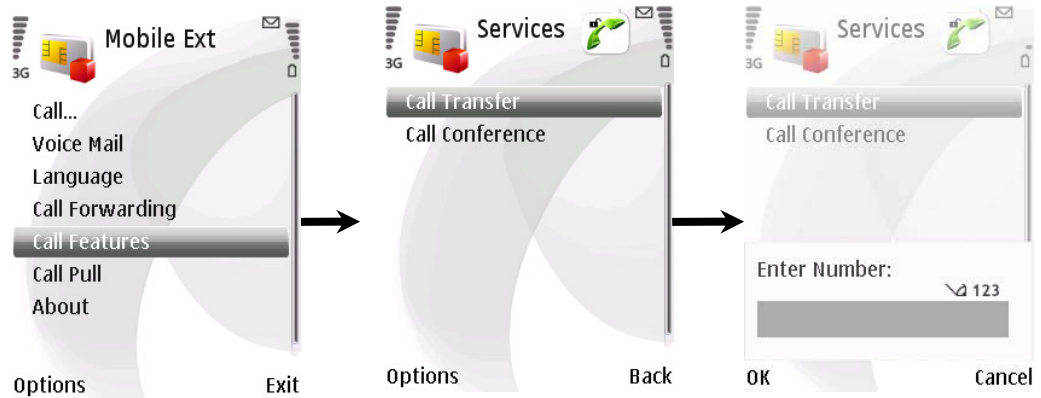 Mobile Ext
3G
Call...
Voice Mail
Language
Call Forwarding
Call Features
Call Pull
About
Options
Exit
Services
3G
Call Transfer
Call Conference
Options
Back
Services
3G
Call Transfer
Call Conference
Enter Number:
123
OK
Cancel